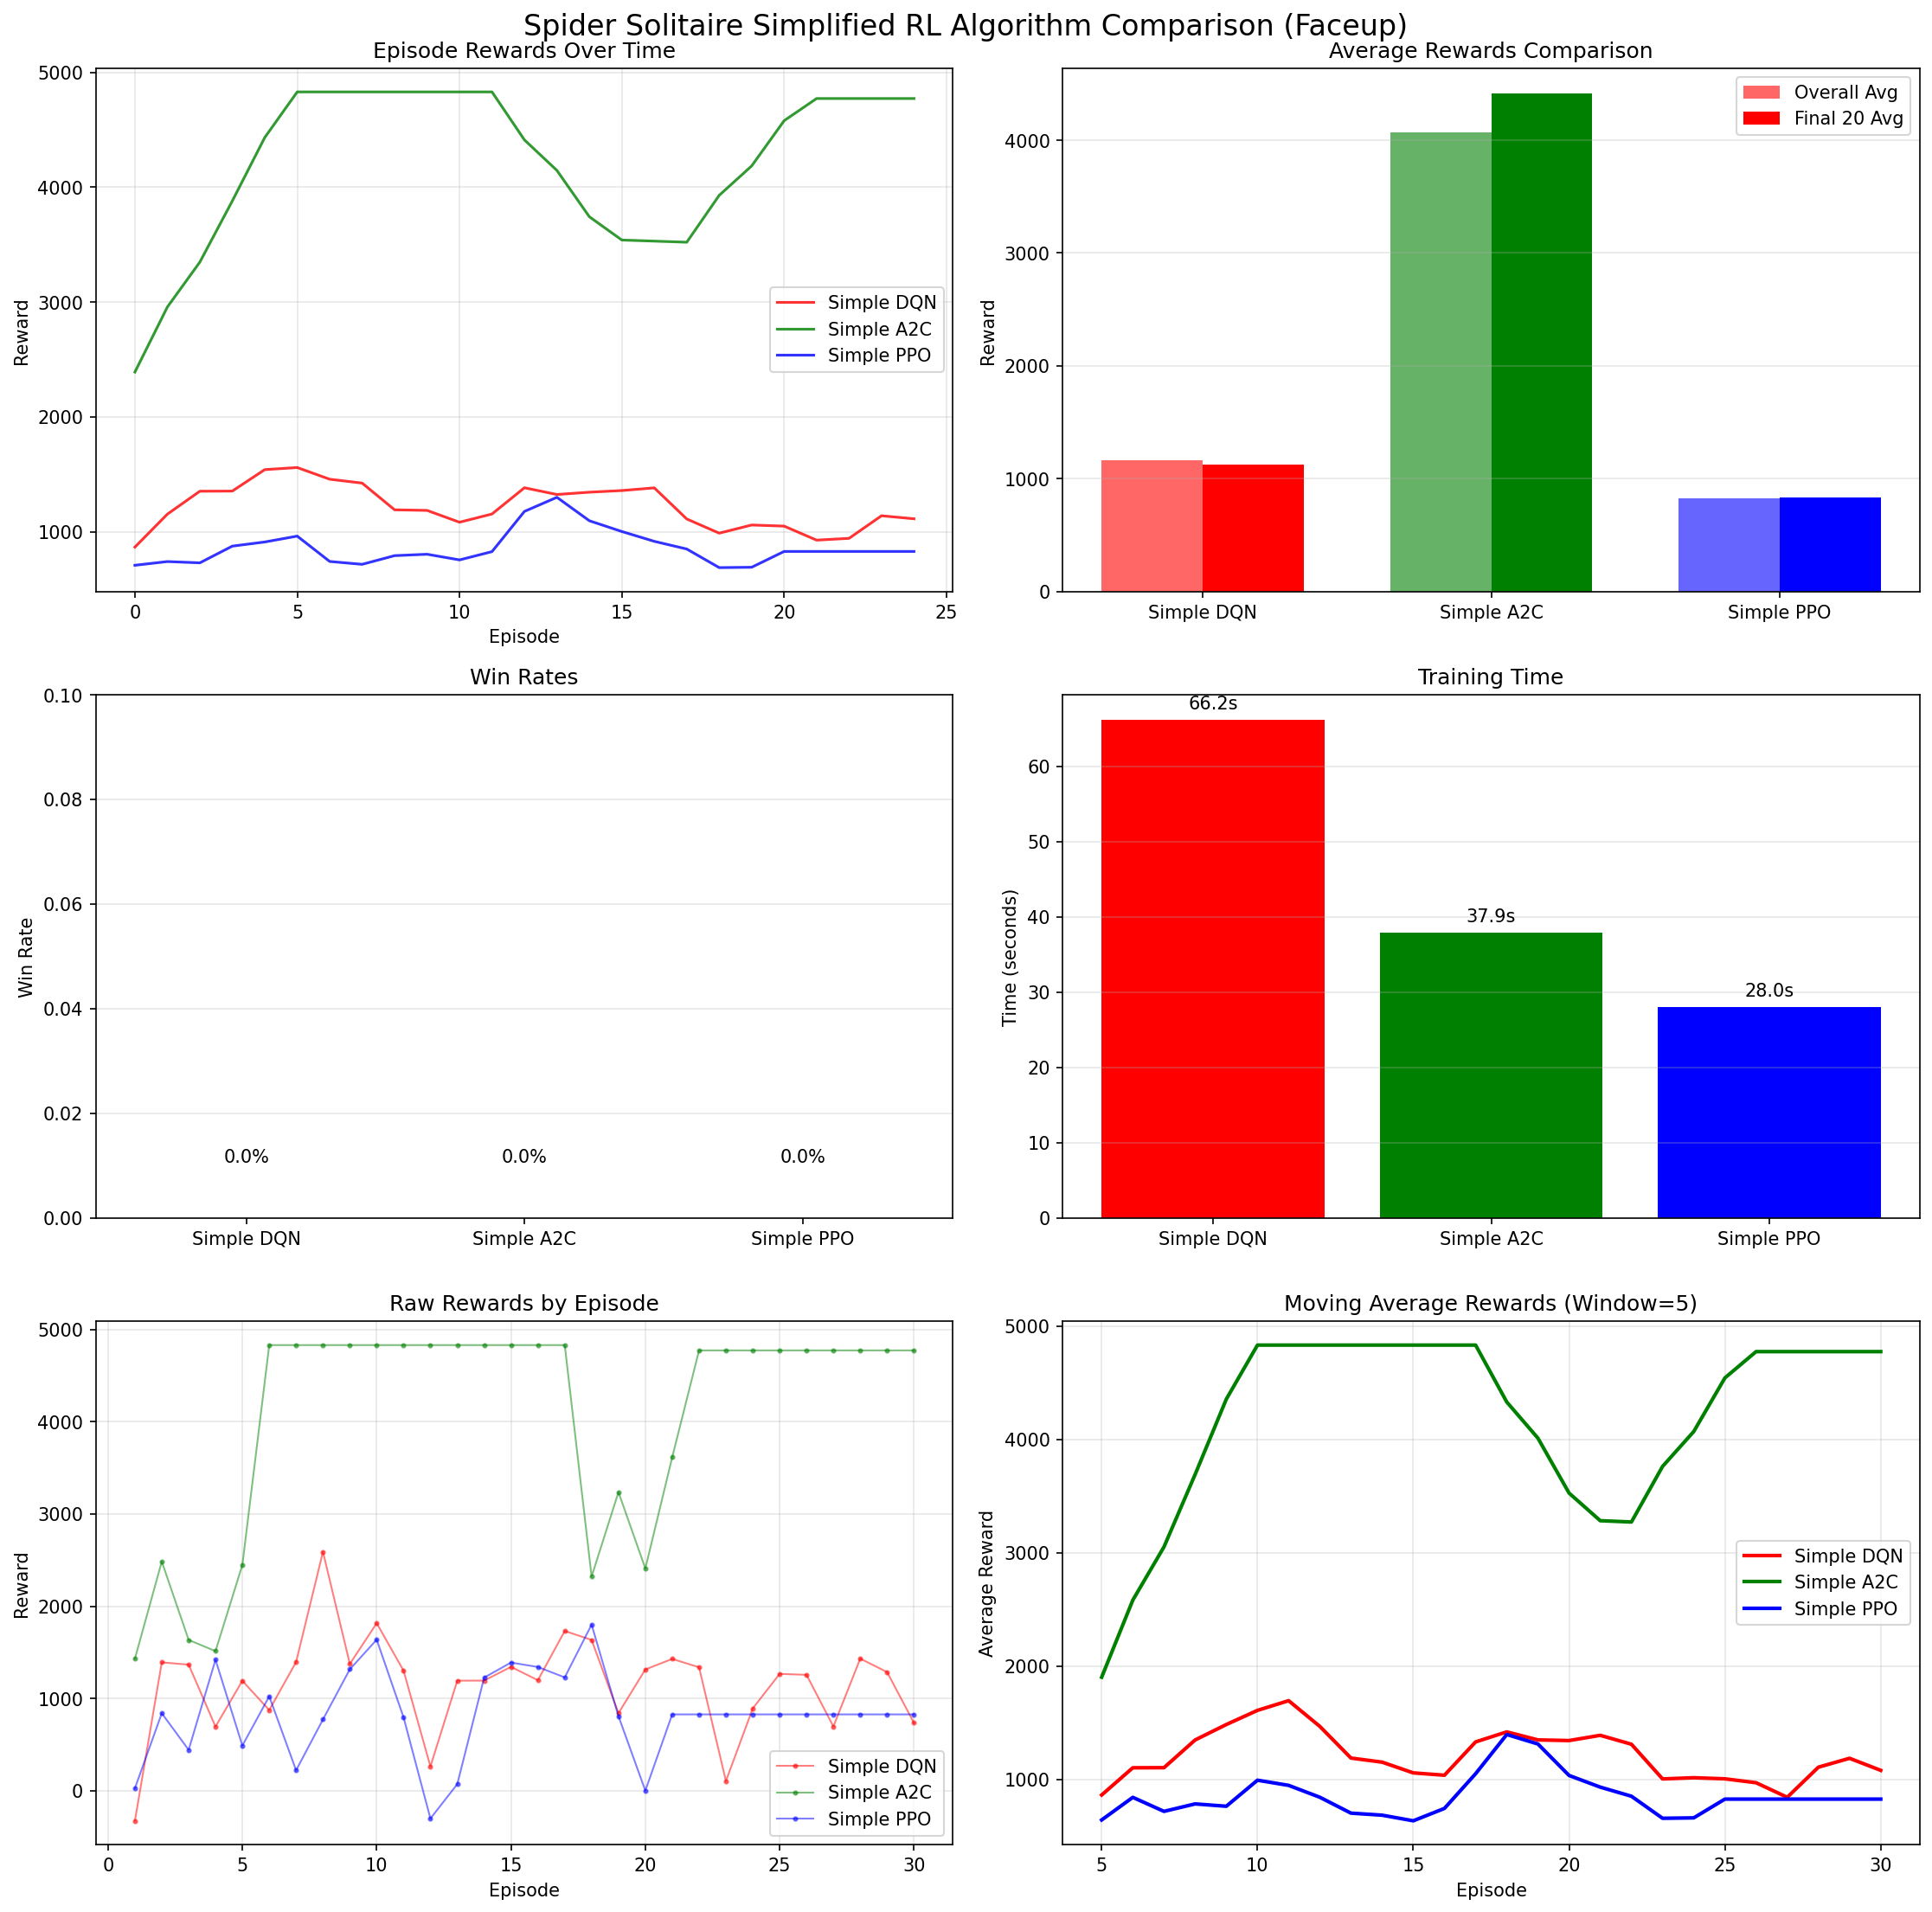 Spider Solitaire Simplified RL Algorithm Comparison (Faceup)
Episode Rewards Over Time
5000
4000
3000
2000
1000
Reward
0 5 10 15 20 25
Episode
Simple DQN
Simple A2C
Simple PPO
Average Rewards Comparison
4000
3000
2000
1000
0
Reward
Simple DQN Simple A2C Simple PPO
Overall Avg
Final 20 Avg
Win Rates
0.10
0.08
0.06
0.04
0.02
0.00
Win Rate
0.0% 0.0% 0.0%
Simple DQN Simple A2C Simple PPO
Training Time
60
50
40
30
20
10
0
Time (seconds)
66.2s
37.9s
28.0s
Simple DQN Simple A2C Simple PPO
Raw Rewards by Episode
5000
4000
3000
2000
1000
0
Reward
0 5 10 15 20 25 30
Episode
Simple DQN
Simple A2C
Simple PPO
Moving Average Rewards (Window=5)
5000
4000
3000
2000
1000
Average Reward
5 10 15 20 25 30
Episode
Simple DQN
Simple A2C
Simple PPO